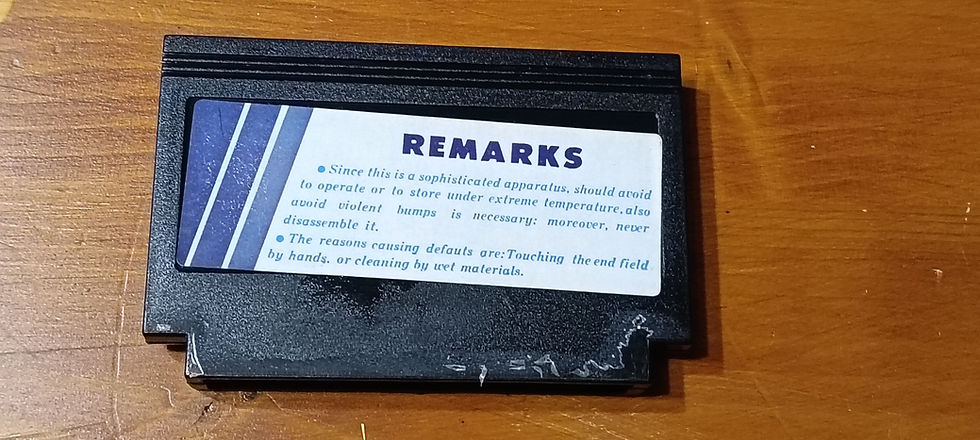 REMARKS
● Since this is a sophisticated apparatus, should avoid
to operate or to store under extreme temperature, also
avoid violent bumps is necessary; moreover, never
disassemble it.
● The reasons causing defauts are: Touching the end field
by hands. or cleaning by wet materials.